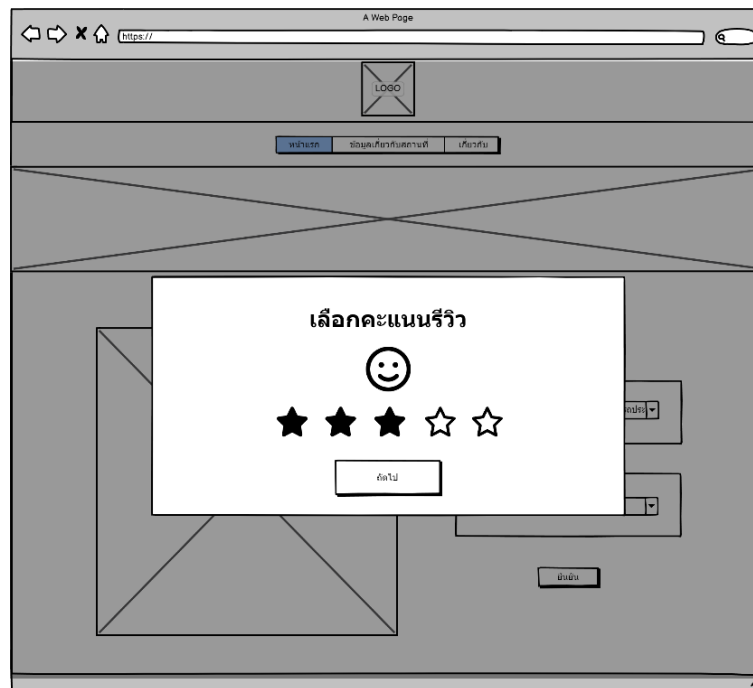 A Web Page
https://
LOGO
หน้าแรก
ข้อมูลเกี่ยวกับสถานที่
เกี่ยวกับ
เลือกคะแนนรีวิว
ถัดไป
ยืนยัน